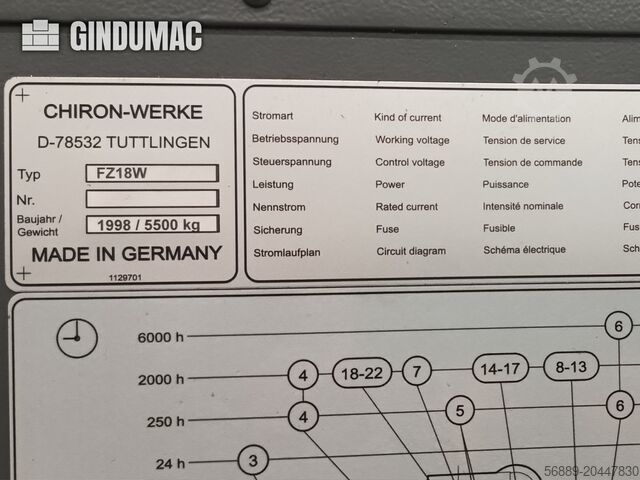 GINDUMAC
CHIRON-WERKE
D-78532 TUTTLINGEN
Typ FZ18W
Nr.
Baujahr / Gewicht 1998 / 5500 kg
MADE IN GERMANY
1129701
Stromart Kind of current Mode d'alimentation
Betriebsspannung Working voltage Tension de service
Steuerspannung Control voltage Tension de commande
Leistung Power Puissance
Nennstrom Rated current Intensité nominale
Sicherung Fuse Fusible
Stromlaufplan Circuit diagram Schéma électrique
6000 h 6
2000 h 4 18-22 7 14-17 8-13
250 h 4 5 6
24 h 3
56889-20447830